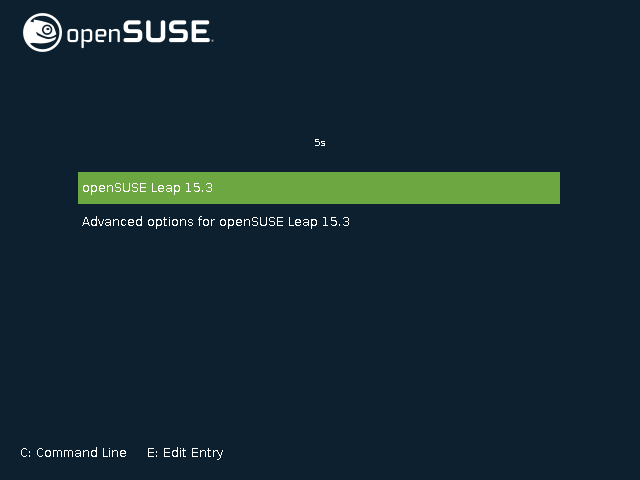 openSUSE.
5s
openSUSE Leap 15.3
Advanced options for openSUSE Leap 15.3
C: Command Line E: Edit Entry